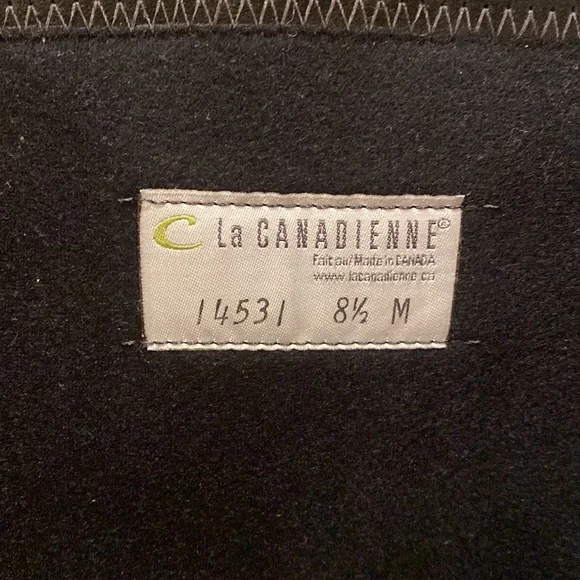 C La CANADIENNE®
Fait au/Made in CANADA
www.lacanadienne.ca
14531 8½ M